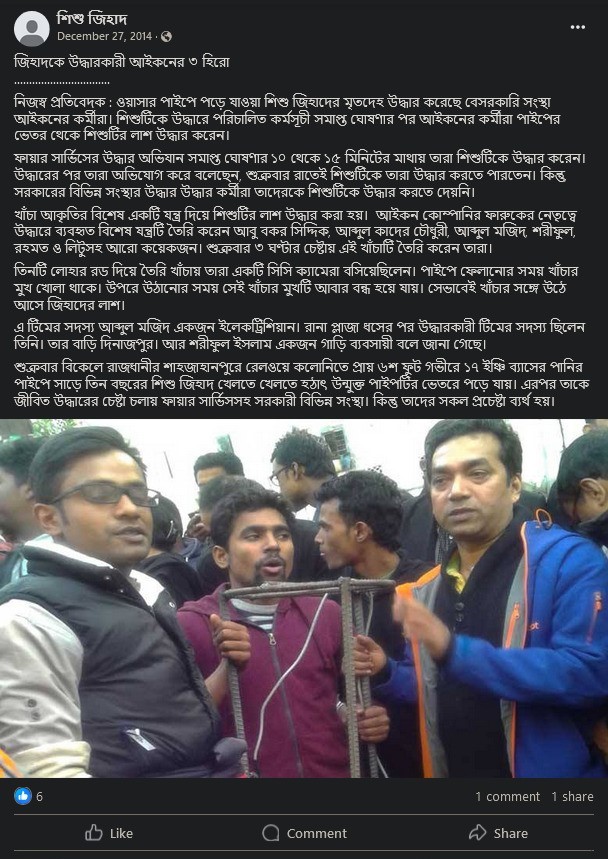 শিশু জিহাদ
December 27, 2014 ·
জিহাদকে উদ্ধারকারী আইকনের ৩ হিরো
................................
নিজস্ব প্রতিবেদক : ওয়াসার পাইপে পড়ে যাওয়া শিশু জিহাদের মৃতদেহ উদ্ধার করেছে বেসরকারি সংস্থা
আইকনের কর্মীরা। শিশুটিকে উদ্ধারে পরিচালিত কর্মসূচী সমাপ্ত ঘোষণার পর আইকনের কর্মীরা পাইপের
ভেতর থেকে শিশুটির লাশ উদ্ধার করেন।
ফায়ার সার্ভিসের উদ্ধার অভিযান সমাপ্ত ঘোষণার ১০ থেকে ১৫ মিনিটের মাথায় তারা শিশুটিকে উদ্ধার করেন।
উদ্ধারের পর তারা অভিযোগ করে বলেছেন, শুক্রবার রাতেই শিশুটিকে তারা উদ্ধার করতে পারতেন। কিন্তু
সরকারের বিভিন্ন সংস্থার উদ্ধার উদ্ধার কর্মীরা তাদেরকে শিশুটিকে উদ্ধার করতে দেয়নি।
খাঁচা আকৃতির বিশেষ একটি যন্ত্র দিয়ে শিশুটির লাশ উদ্ধার করা হয়। আইকন কোম্পানির ফারুকের নেতৃত্বে
উদ্ধারে ব্যবহৃত বিশেষ যন্ত্রটি তৈরি করেন আবু বকর সিদ্দিক, আব্দুল কাদের চৌধুরী, আব্দুল মজিদ, শরীফুল,
রহমত ও লিটুসহ আরো কয়েকজন। শুক্রবার ৩ ঘণ্টার চেষ্টায় এই খাঁচাটি তৈরি করেন তারা।
তিনটি লোহার রড দিয়ে তৈরি খাঁচায় তারা একটি সিসি ক্যামেরা বসিয়েছিলেন। পাইপে ফেলানোর সময় খাঁচার
মুখ খোলা থাকে। উপরে উঠানোর সময় সেই খাঁচার মুখটি আবার বন্ধ হয়ে যায়। সেভাবেই খাঁচার সঙ্গে উঠে
আসে জিহাদের লাশ।
এ টিমের সদস্য আব্দুল মজিদ একজন ইলেকট্রিশিয়ান। রানা প্লাজা ধসের পর উদ্ধারকারী টিমের সদস্য ছিলেন
তিনি। তার বাড়ি দিনাজপুর। আর শরীফুল ইসলাম একজন গাড়ি ব্যবসায়ী বলে জানা গেছে।
শুক্রবার বিকেলে রাজধানীর শাহজাহানপুরে রেলওয়ে কলোনিতে প্রায় ৬শ ফুট গভীরে ১৭ ইঞ্চি ব্যাসের পানির
পাইপে সাড়ে তিন বছরের শিশু জিহাদ খেলতে খেলতে হঠাৎ উন্মুক্ত পাইপটির ভেতরে পড়ে যায়। এরপর তাকে
জীবিত উদ্ধারের চেষ্টা চলায় ফায়ার সার্ভিসসহ সরকারী বিভিন্ন সংস্থা। কিন্তু তাদের সকল প্রচেষ্টা ব্যর্থ হয়।
6
1 comment 1 share
Like Comment Share